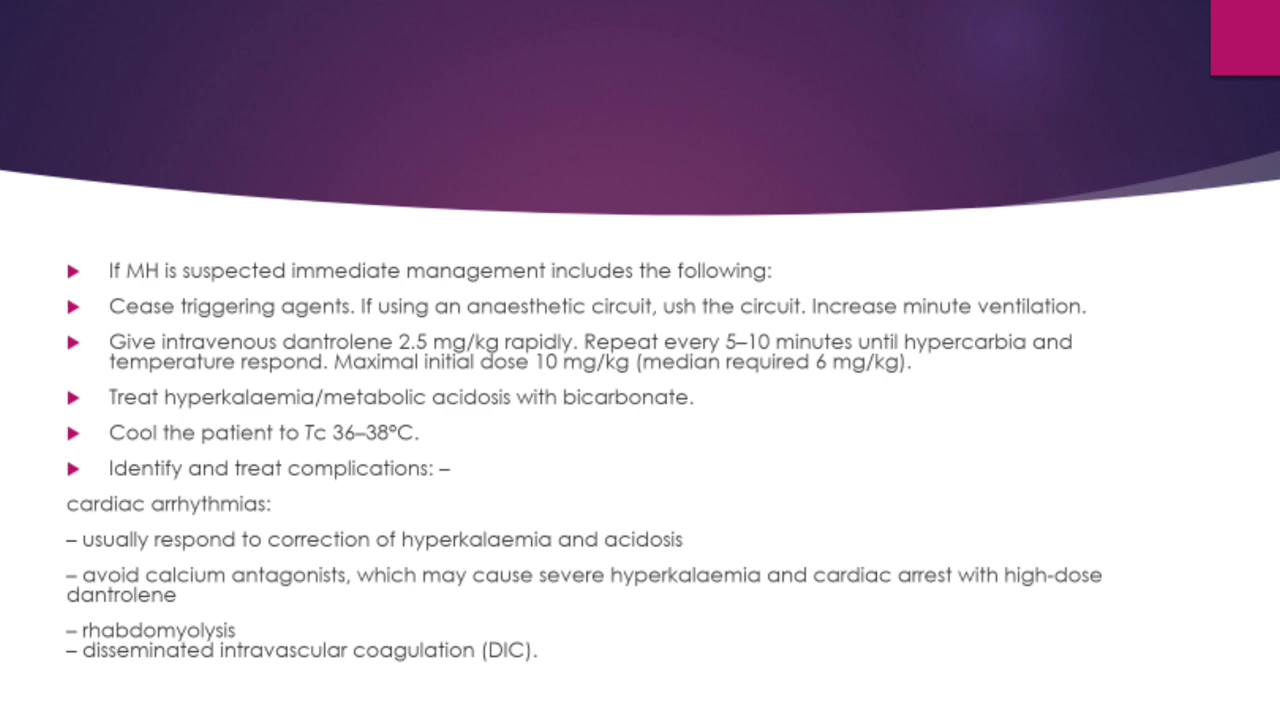 If MH is suspected immediate management includes the following:
Cease triggering agents. If using an anaesthetic circuit, ush the circuit. Increase minute ventilation.
Give intravenous dantrolene 2.5 mg/kg rapidly. Repeat every 5–10 minutes until hypercarbia and
temperature respond. Maximal initial dose 10 mg/kg (median required 6 mg/kg).
Treat hyperkalaemia/metabolic acidosis with bicarbonate.
Cool the patient to Tc 36–38°C.
Identify and treat complications: –
cardiac arrhythmias:
– usually respond to correction of hyperkalaemia and acidosis
– avoid calcium antagonists, which may cause severe hyperkalaemia and cardiac arrest with high-dose
dantrolene
– rhabdomyolysis
– disseminated intravascular coagulation (DIC).